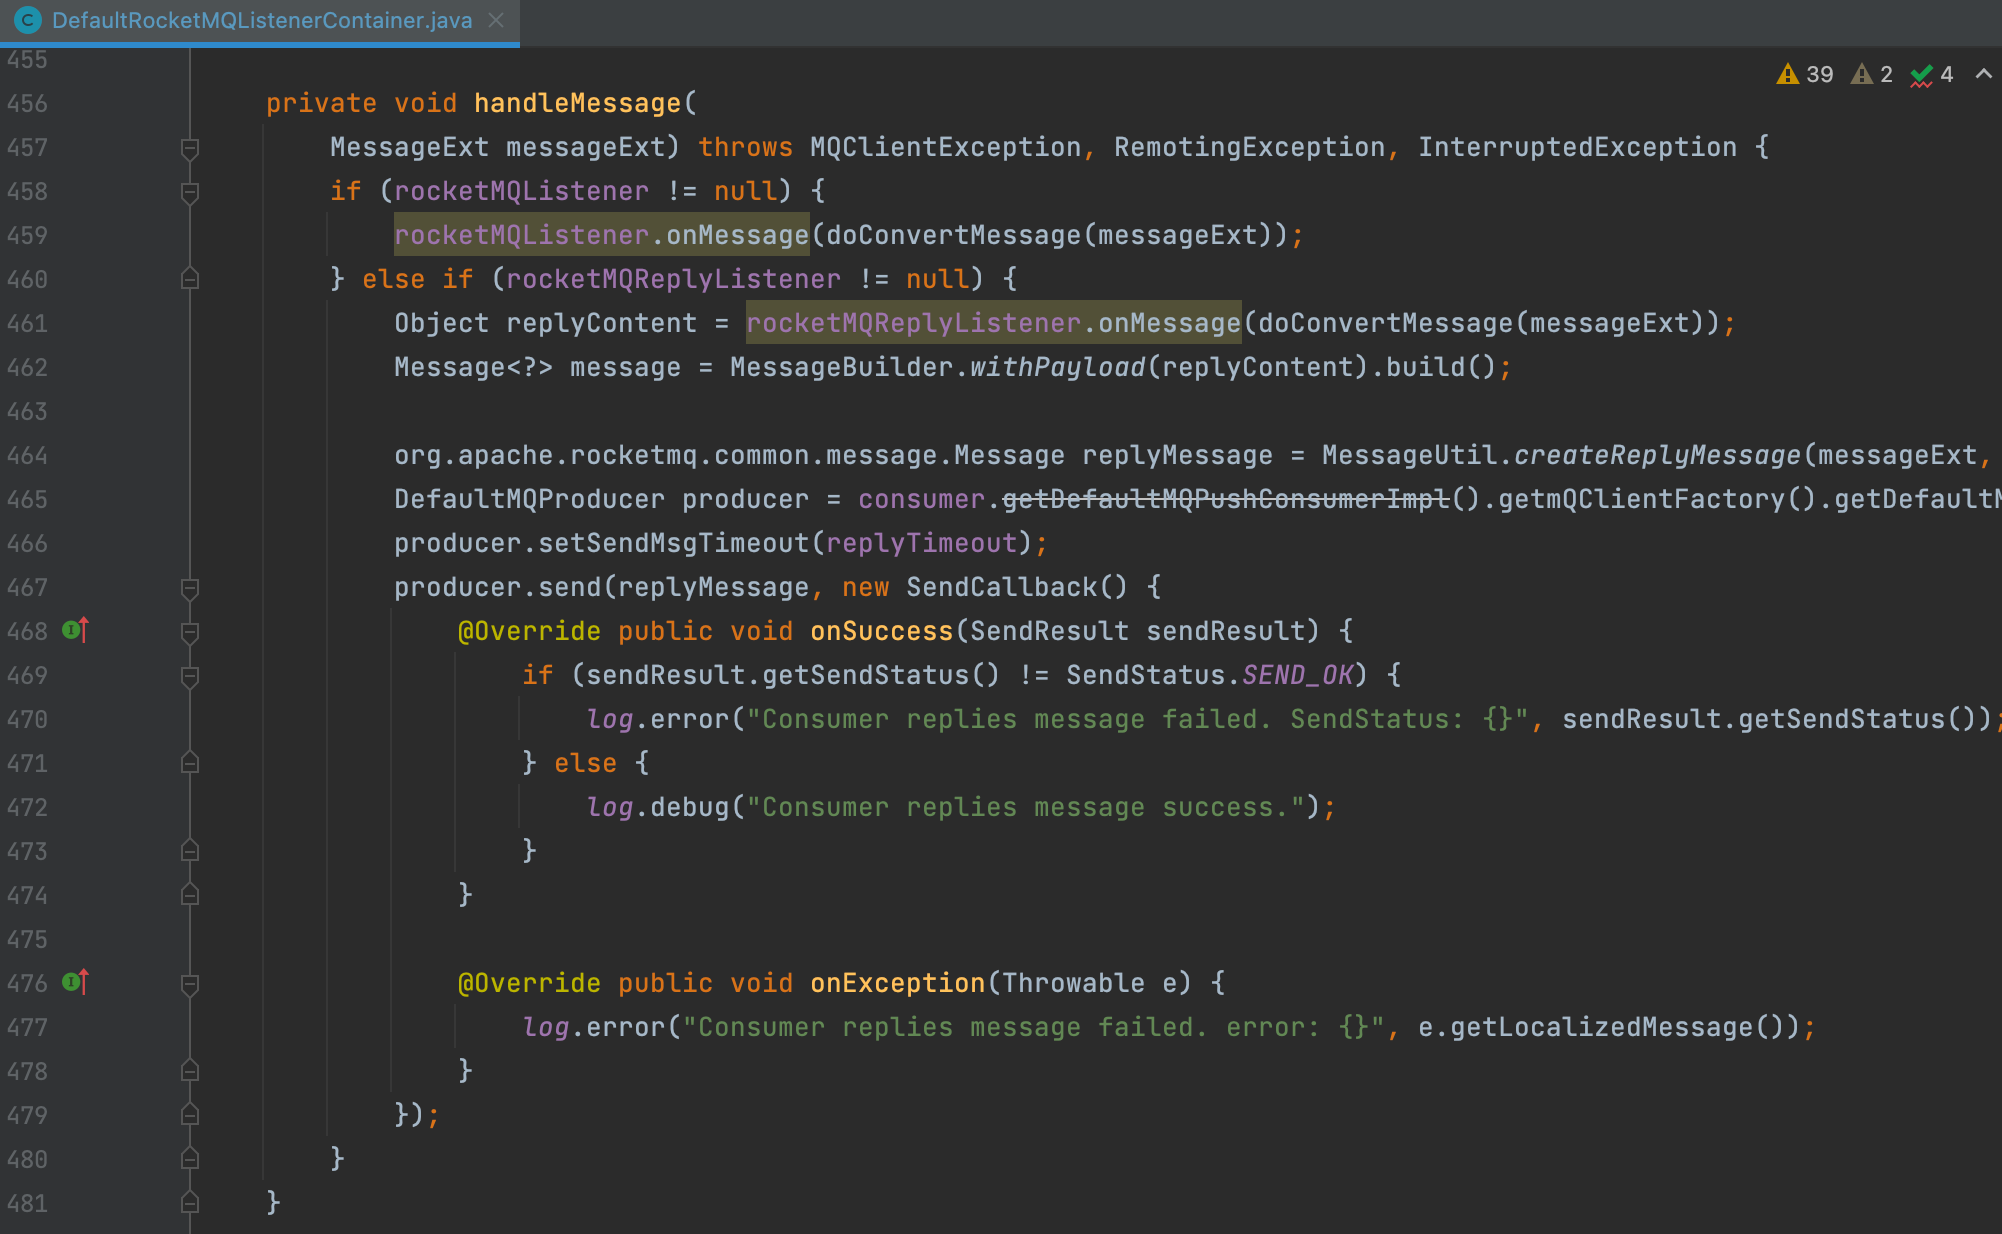 DefaultRocketMQListenerContainer.java
39 2 4
455
456 private void handleMessage(
457 MessageExt messageExt) throws MQClientException, RemotingException, InterruptedException {
458 if (rocketMQListener != null) {
459 rocketMQListener.onMessage(doConvertMessage(messageExt));
460 } else if (rocketMQReplyListener != null) {
461 Object replyContent = rocketMQReplyListener.onMessage(doConvertMessage(messageExt));
462 Message<?> message = MessageBuilder.withPayload(replyContent).build();
463
464 org.apache.rocketmq.common.message.Message replyMessage = MessageUtil.createReplyMessage(messageExt,
465 DefaultMQProducer producer = consumer.getDefaultMQPushConsumerImpl().getmQClientFactory().getDefaultM
466 producer.setSendMsgTimeout(replyTimeout);
467 producer.send(replyMessage, new SendCallback() {
468 @Override public void onSuccess(SendResult sendResult) {
469 if (sendResult.getSendStatus() != SendStatus.SEND_OK) {
470 log.error("Consumer replies message failed. SendStatus: {}", sendResult.getSendStatus());
471 } else {
472 log.debug("Consumer replies message success.");
473 }
474 }
475
476 @Override public void onException(Throwable e) {
477 log.error("Consumer replies message failed. error: {}", e.getLocalizedMessage());
478 }
479 });
480 }
481 }